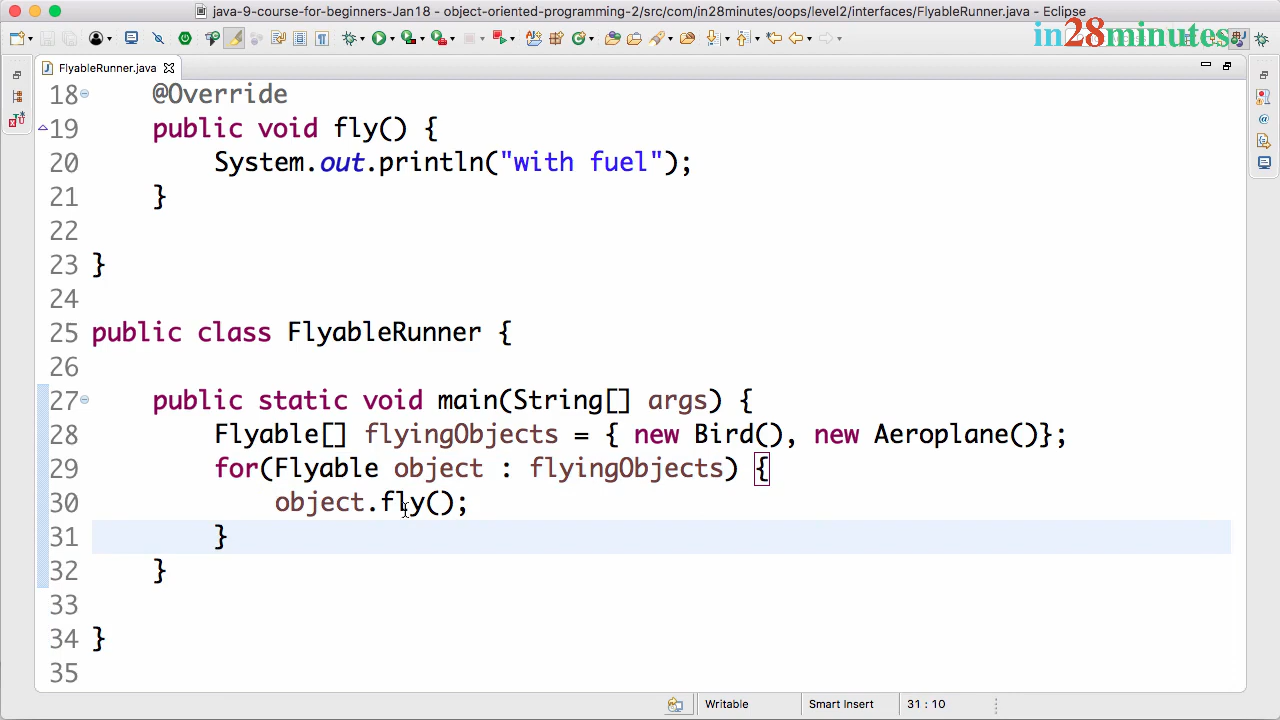 java-9-course-for-beginners-Jan18 - object-oriented-programming-2/src/com/in28minutes/oops/level2/interfaces/FlyableRunner.java - Eclipse
in28minutes
FlyableRunner.java
18 @Override
19 public void fly() {
20 System.out.println("with fuel");
21 }
22
23 }
24
25 public class FlyableRunner {
26
27 public static void main(String[] args) {
28 Flyable[] flyingObjects = { new Bird(), new Aeroplane()};
29 for(Flyable object : flyingObjects) {
30 object.fly();
31 }
32 }
33
34 }
35
Writable Smart Insert 31 : 10